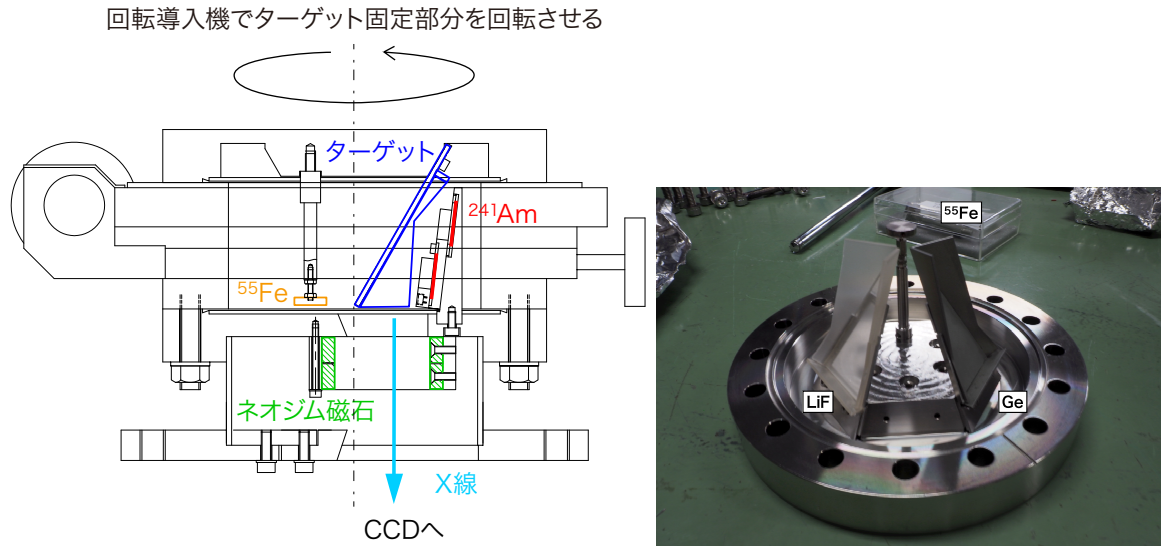 回転導入機でターゲット固定部分を回転させる
ターゲット
²⁴¹Am
⁵⁵Fe
ネオジム磁石
X線
CCDへ
⁵⁵Fe
LiF
Ge